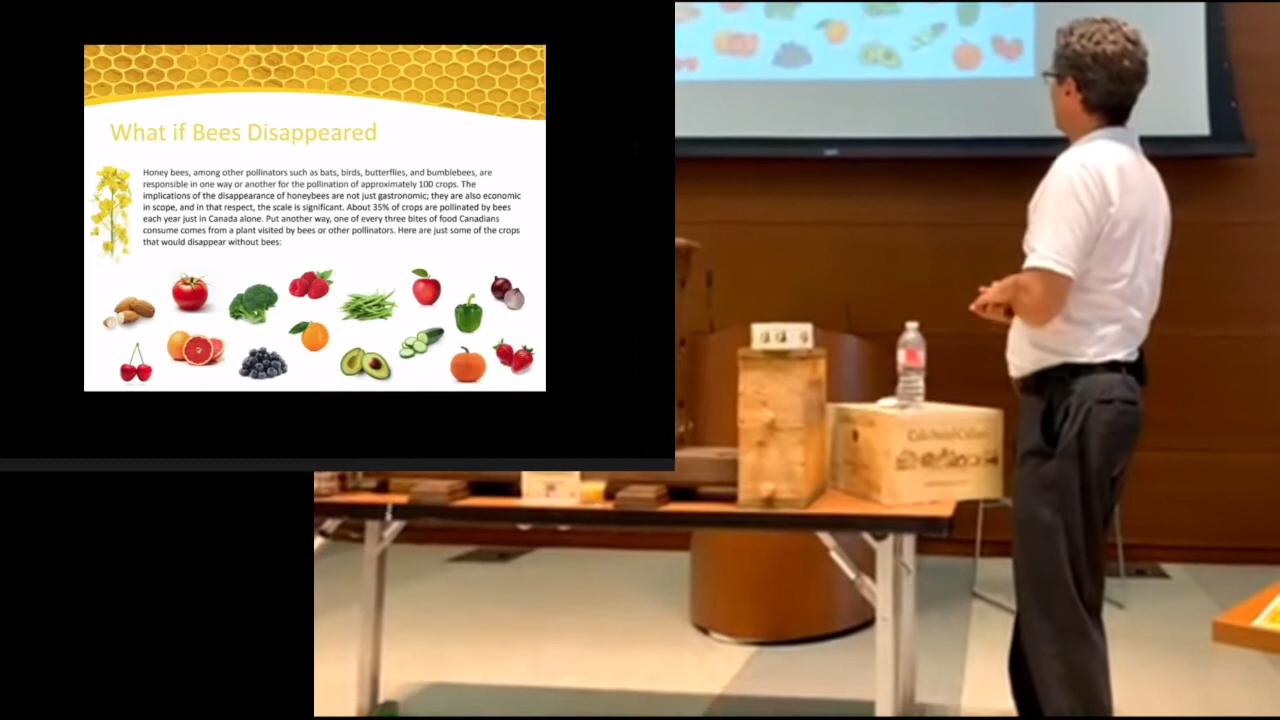 What if Bees Disappeared
Honey bees, among other pollinators such as bats, birds, butterflies, and bumblebees, are
responsible in one way or another for the pollination of approximately 100 crops. The
implications of the disappearance of honeybees are not just gastronomic; they are also economic
in scope, and in that respect, the scale is significant. About 35% of crops are pollinated by bees
each year just in Canada alone. Put another way, one of every three bites of food Canadians
consume comes from a plant visited by bees or other pollinators. Here are just some of the crops
that would disappear without bees: